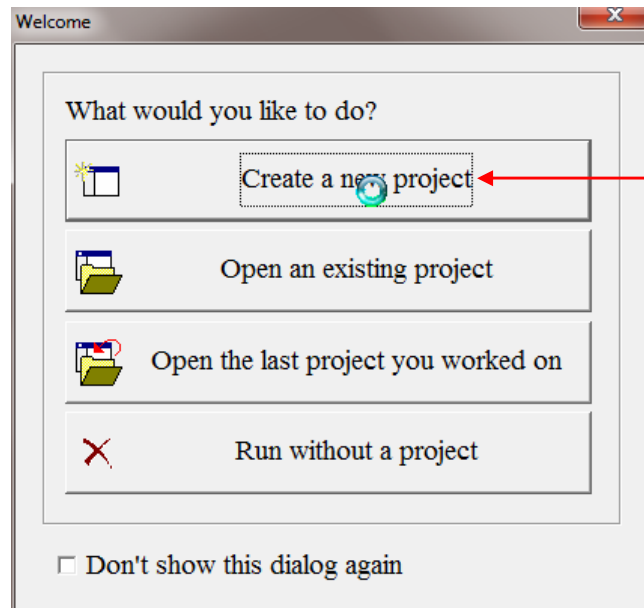 Welcome
What would you like to do?
Create a new project
Open an existing project
Open the last project you worked on
Run without a project
Don't show this dialog again